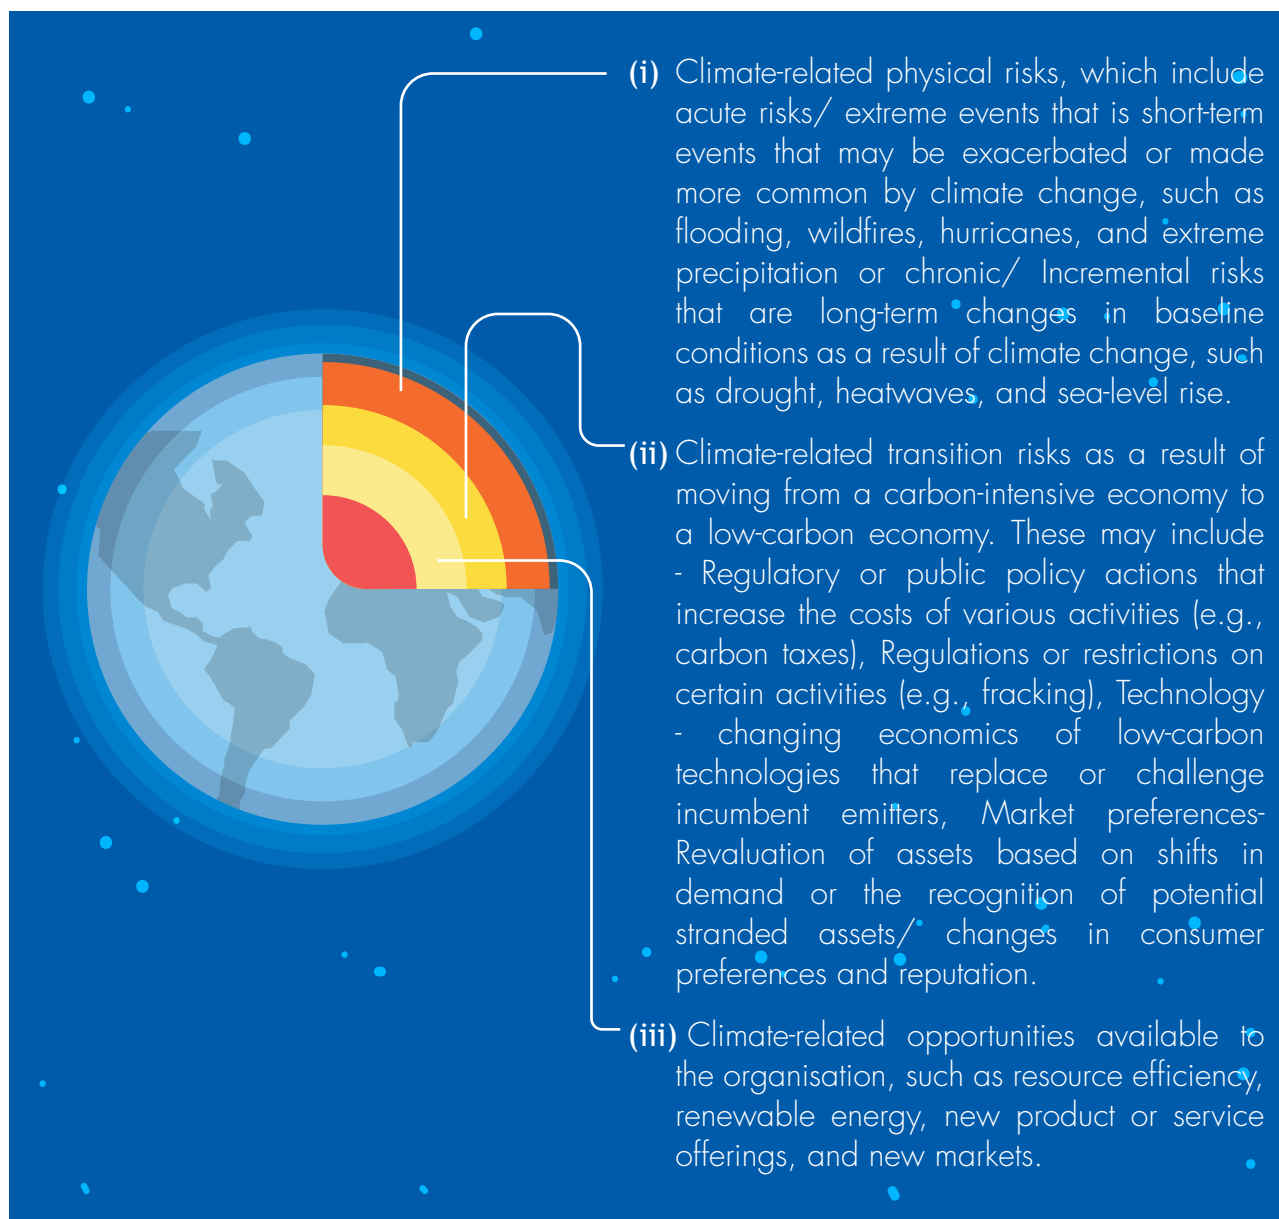 (i) Climate-related physical risks, which include
acute risks/ extreme events that is short-term
events that may be exacerbated or made
more common by climate change, such as
flooding, wildfires, hurricanes, and extreme
precipitation or chronic/ Incremental risks
that are long-term changes in baseline
conditions as a result of climate change, such
as drought, heatwaves, and sea-level rise.
(ii) Climate-related transition risks as a result of
moving from a carbon-intensive economy to
a low-carbon economy. These may include
- Regulatory or public policy actions that
increase the costs of various activities (e.g.,
carbon taxes), Regulations or restrictions on
certain activities (e.g., fracking), Technology
- changing economics of low-carbon
technologies that replace or challenge
incumbent emitters, Market preferences-
Revaluation of assets based on shifts in
demand or the recognition of potential
stranded assets/ changes in consumer
preferences and reputation.
(iii) Climate-related opportunities available to
the organisation, such as resource efficiency,
renewable energy, new product or service
offerings, and new markets.